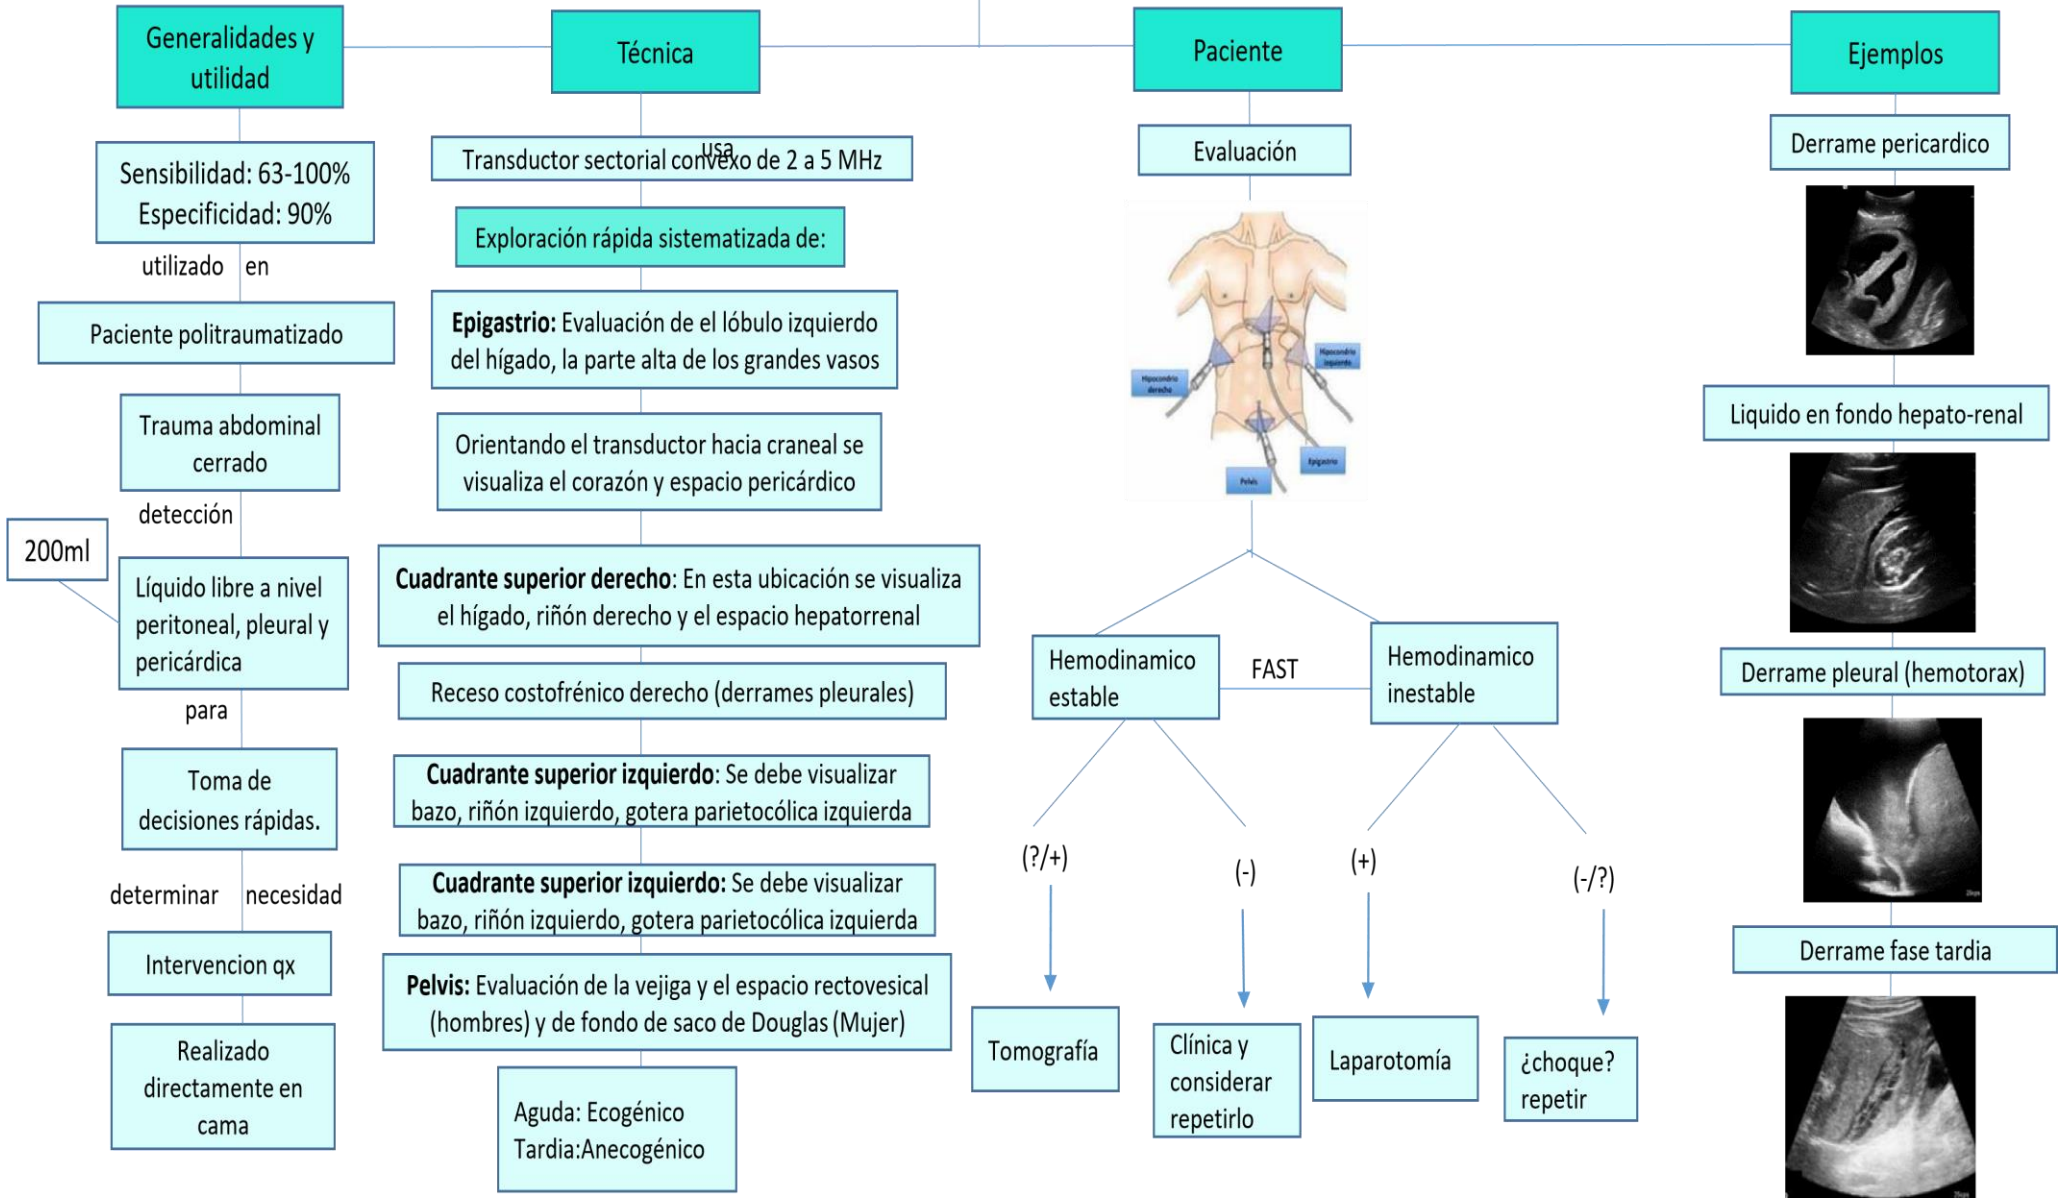 Generalidades y
utilidad
Sensibilidad: 63-100%
Especificidad: 90%
utilizado en
Paciente politraumatizado
Trauma abdominal
cerrado
detección
200ml
Líquido libre a nivel
peritoneal, pleural y
pericárdica
para
Toma de
decisiones rápidas.
determinar necesidad
Intervencion qx
Realizado
directamente en
cama
Técnica
usa
Transductor sectorial convexo de 2 a 5 MHz
Exploración rápida sistematizada de:
Epigastrio: Evaluación de el lóbulo izquierdo
del hígado, la parte alta de los grandes vasos
Orientando el transductor hacia craneal se
visualiza el corazón y espacio pericárdico
Cuadrante superior derecho: En esta ubicación se visualiza
el hígado, riñón derecho y el espacio hepatorrenal
Receso costofrénico derecho (derrames pleurales)
Cuadrante superior izquierdo: Se debe visualizar
bazo, riñón izquierdo, gotera parietocólica izquierda
Cuadrante superior izquierdo: Se debe visualizar
bazo, riñón izquierdo, gotera parietocólica izquierda
Pelvis: Evaluación de la vejiga y el espacio rectovesical
(hombres) y de fondo de saco de Douglas (Mujer)
Aguda: Ecogénico
Tardia:Anecogénico
Paciente
Evaluación
Hipocondrio
izquierdo
Hipocondrio
derecho
Epigastrio
Pelvis
Hemodinamico
estable
FAST
Hemodinamico
inestable
(?/+)
(-)
(+)
(-/?)
Tomografía
Clínica y
considerar
repetirlo
Laparotomía
¿choque?
repetir
Ejemplos
Derrame pericardico
Liquido en fondo hepato-renal
Derrame pleural (hemotorax)
Derrame fase tardia